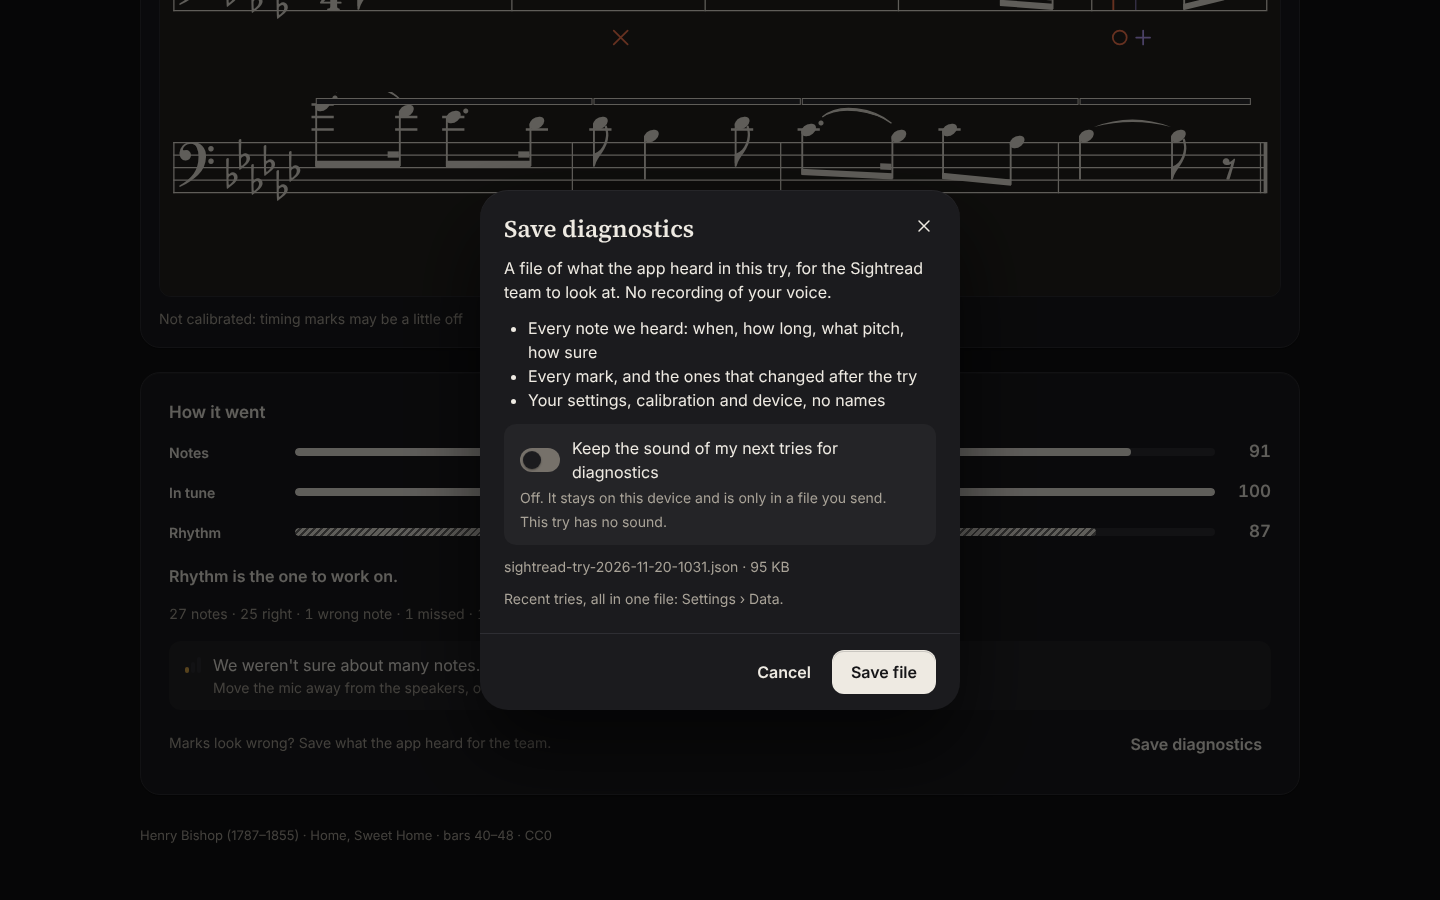 Save diagnostics
A file of what the app heard in this try, for the Sightread
team to look at. No recording of your voice.
Every note we heard: when, how long, what pitch,
how sure
Every mark, and the ones that changed after the try
Your settings, calibration and device, no names
Keep the sound of my next tries for
diagnostics
Off. It stays on this device and is only in a file you send.
This try has no sound.
sightread-try-2026-11-20-1031.json · 95 KB
Recent tries, all in one file: Settings › Data.
Cancel
Save file
Not calibrated: timing marks may be a little off
How it went
Notes
91
In tune
100
Rhythm
87
Rhythm is the one to work on.
27 notes · 25 right · 1 wrong note · 1 missed ·
We weren't sure about many notes.
Move the mic away from the speakers,
Marks look wrong? Save what the app heard for the team.
Save diagnostics
Henry Bishop (1787–1855) · Home, Sweet Home · bars 40–48 · CC0